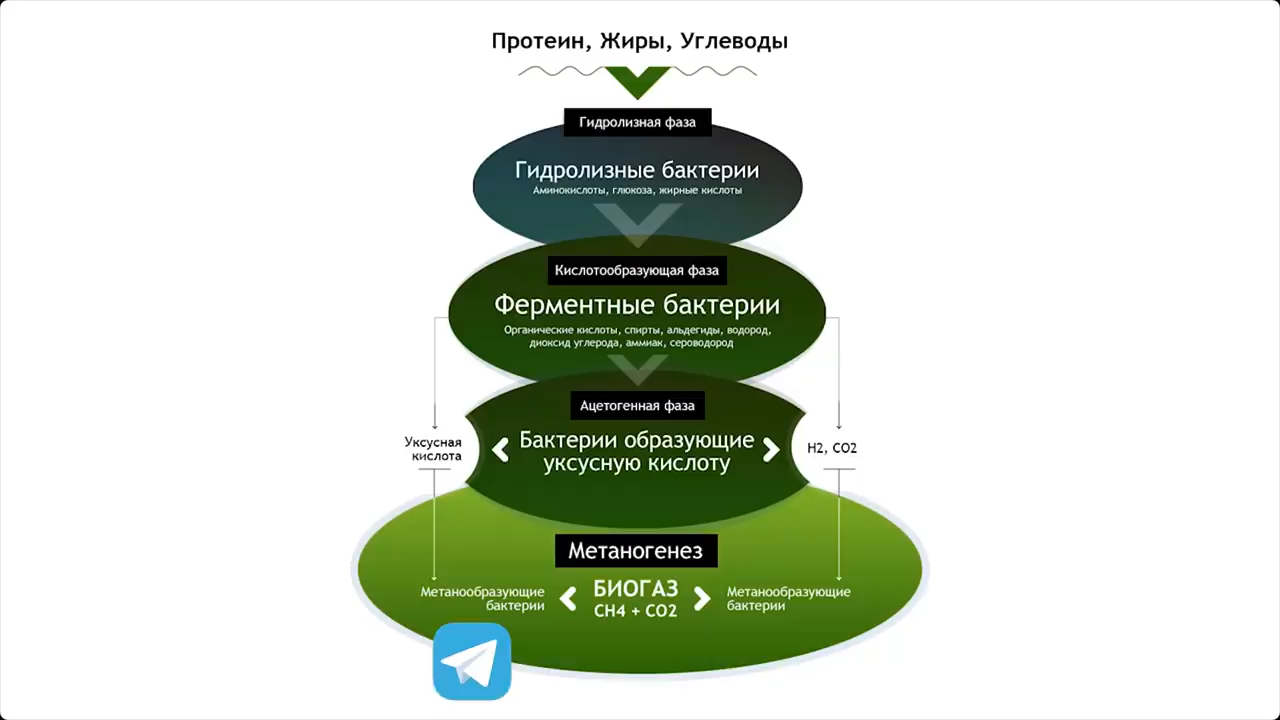 Протеин, Жиры, Углеводы
Гидролизная фаза
Гидролизные бактерии
Аминокислоты, глюкоза, жирные кислоты
Кислотообразующая фаза
Ферментные бактерии
Органические кислоты, спирты, альдегиды, водород,
диоксид углерода, аммиак, сероводород
Ацетогенная фаза
Уксусная
кислота
Бактерии образующие
уксусную кислоту
H2, CO2
Метаногенез
Метанообразующие
бактерии
БИОГАЗ
CH4 + CO2
Метанообразующие
бактерии